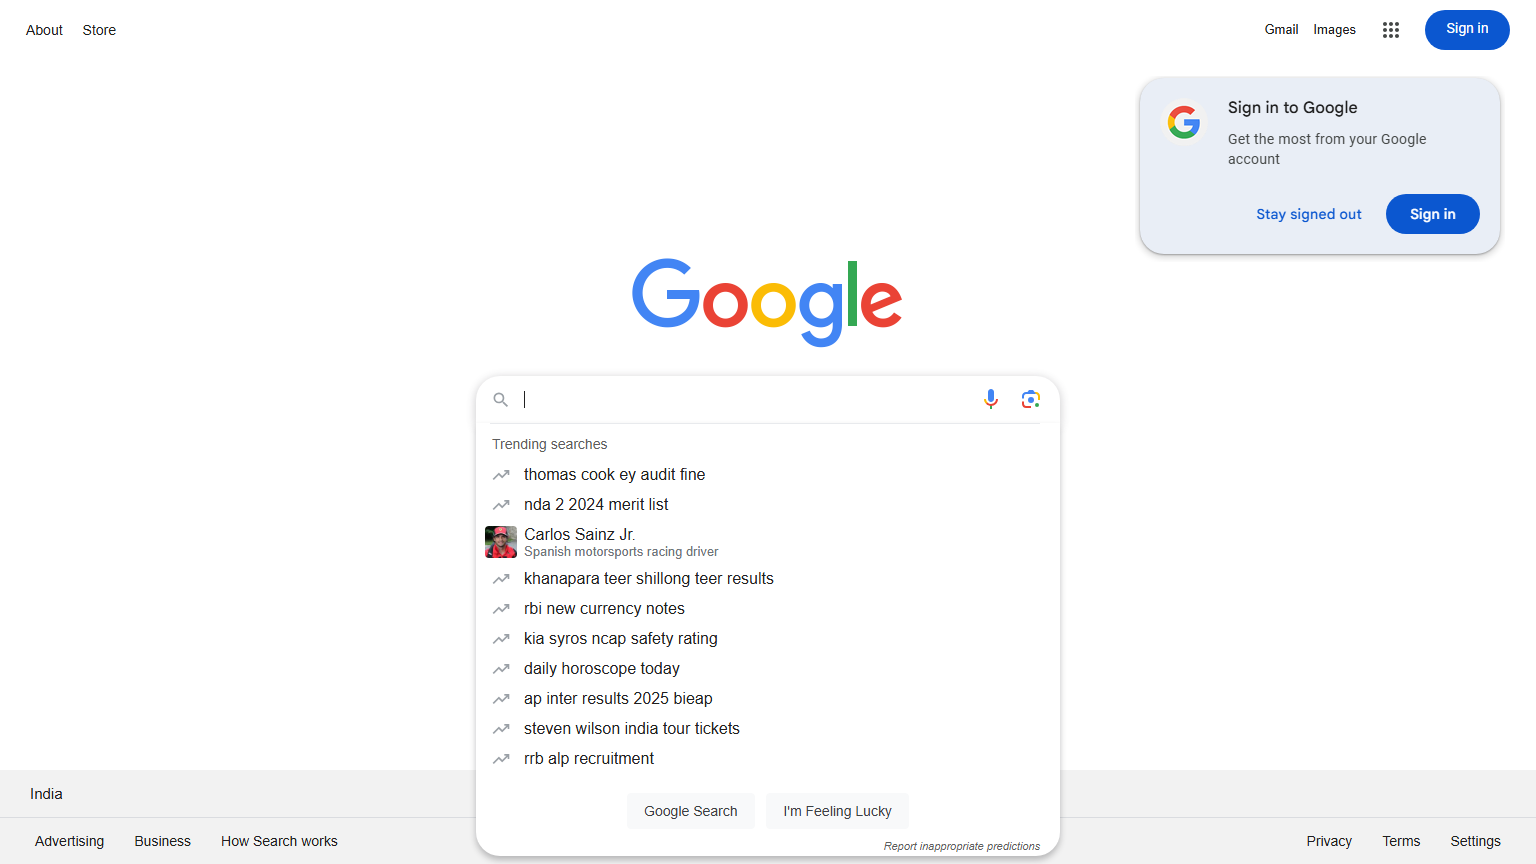 About Store
Gmail Images Sign in
Sign in to Google
Get the most from your Google
account
Stay signed out Sign in
Google
Trending searches
thomas cook ey audit fine
nda 2 2024 merit list
Carlos Sainz Jr.
Spanish motorsports racing driver
khanapara teer shillong teer results
rbi new currency notes
kia syros ncap safety rating
daily horoscope today
ap inter results 2025 bieap
steven wilson india tour tickets
rrb alp recruitment
Google Search I'm Feeling Lucky
Report inappropriate predictions
India
Advertising Business How Search works
Privacy Terms Settings